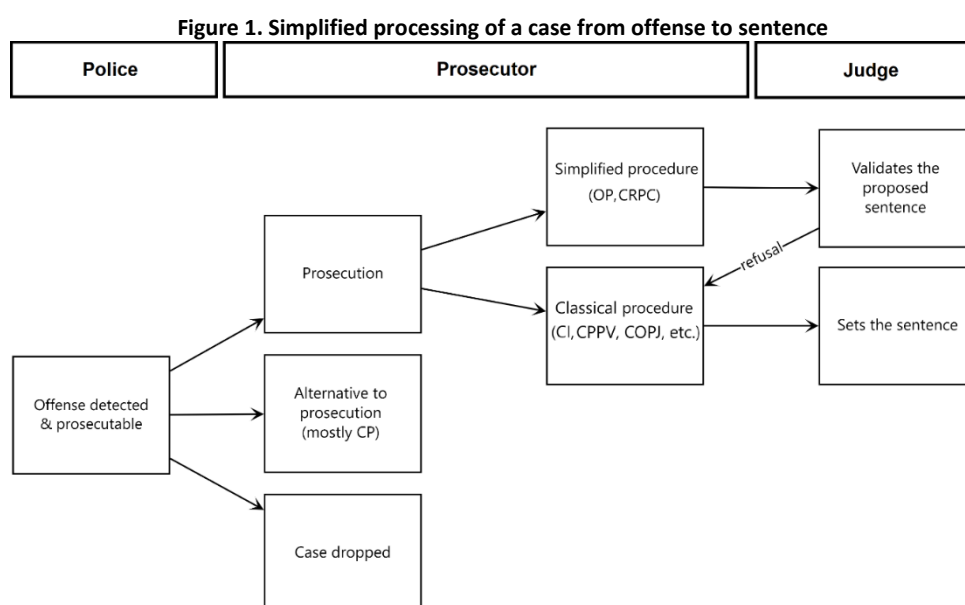 Figure 1. Simplified processing of a case from offense to sentence
Police
Prosecutor
Judge
Simplified procedure
(OP, CRPC)
Validates the
proposed
sentence
Prosecution
refusal
Classical procedure
(CI, CPPV, COPJ, etc.)
Sets the sentence
Offense detected
& prosecutable
Alternative to
prosecution
(mostly CP)
Case dropped